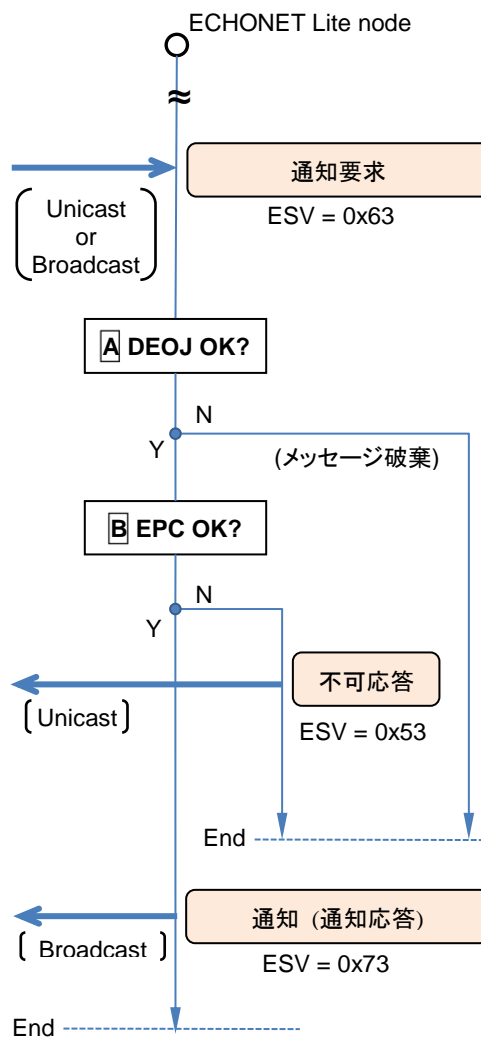 ECHONET Lite node
通知要求
ESV = 0x63
Unicast
or
Broadcast
A DEOJ OK?
N
Y
(メッセージ破棄)
B EPC OK?
N
Y
不可応答
[ Unicast ]
ESV = 0x53
End
通知 (通知応答)
[ Broadcast ]
ESV = 0x73
End